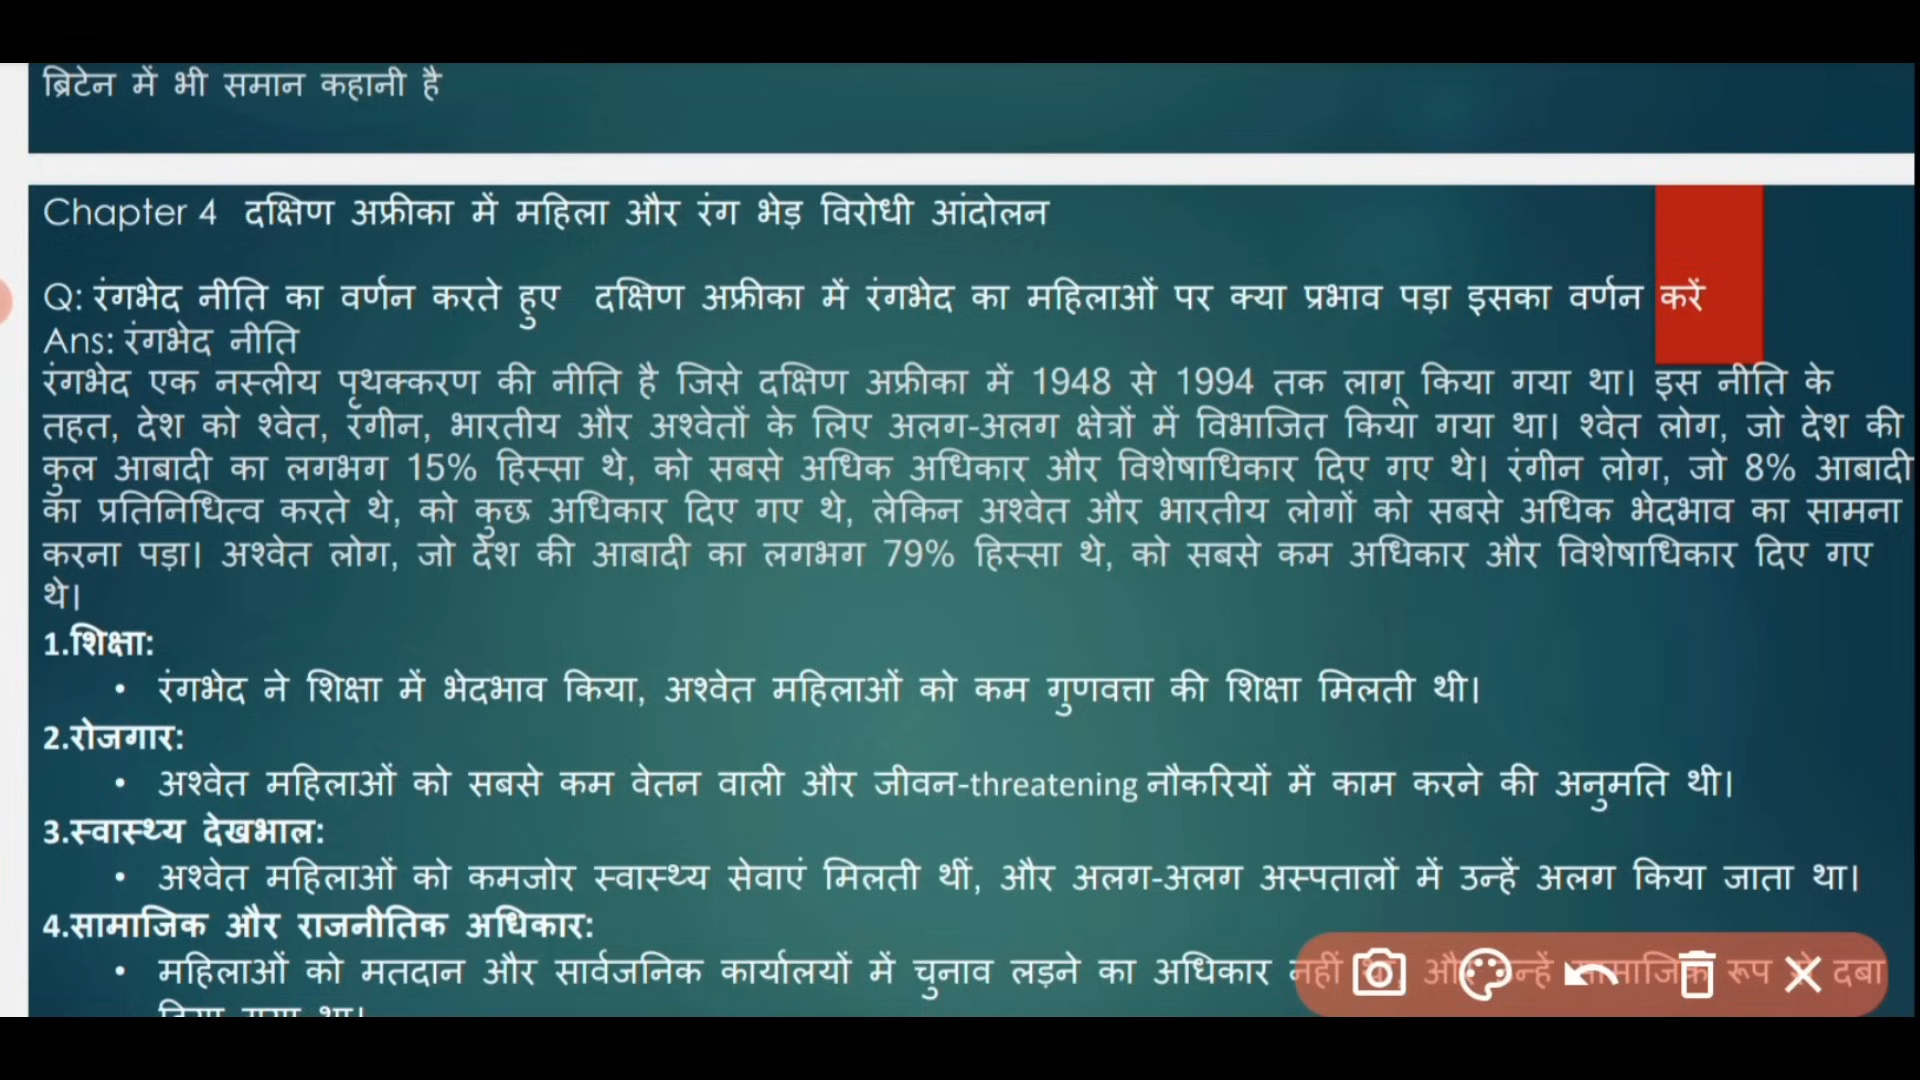 ब्रिटेन में भी समान कहानी है
Chapter 4 दक्षिण अफ्रीका में महिला और रंग भेड़ विरोधी आंदोलन
Q: रंगभेद नीति का वर्णन करते हुए दक्षिण अफ्रीका में रंगभेद का महिलाओं पर क्या प्रभाव पड़ा इसका वर्णन करें
Ans: रंगभेद नीति
रंगभेद एक नस्लीय पृथक्करण की नीति है जिसे दक्षिण अफ्रीका में 1948 से 1994 तक लागू किया गया था। इस नीति के
तहत, देश को श्वेत, रंगीन, भारतीय और अश्वेतों के लिए अलग-अलग क्षेत्रों में विभाजित किया गया था। श्वेत लोग, जो देश की
कुल आबादी का लगभग 15% हिस्सा थे, को सबसे अधिक अधिकार और विशेषाधिकार दिए गए थे। रंगीन लोग, जो 8% आबादी
का प्रतिनिधित्व करते थे, को कुछ अधिकार दिए गए थे, लेकिन अश्वेत और भारतीय लोगों को सबसे अधिक भेदभाव का सामना
करना पड़ा। अश्वेत लोग, जो देश की आबादी का लगभग 79% हिस्सा थे, को सबसे कम अधिकार और विशेषाधिकार दिए गए
थे।
1.शिक्षा:
• रंगभेद ने शिक्षा में भेदभाव किया, अश्वेत महिलाओं को कम गुणवत्ता की शिक्षा मिलती थी।
2.रोजगार:
• अश्वेत महिलाओं को सबसे कम वेतन वाली और जीवन-threatening नौकरियों में काम करने की अनुमति थी।
3.स्वास्थ्य देखभाल:
• अश्वेत महिलाओं को कमजोर स्वास्थ्य सेवाएं मिलती थीं, और अलग-अलग अस्पतालों में उन्हें अलग किया जाता था।
4.सामाजिक और राजनीतिक अधिकार:
• महिलाओं को मतदान और सार्वजनिक कार्यालयों में चुनाव लड़ने का अधिकार नहीं रूप दबा